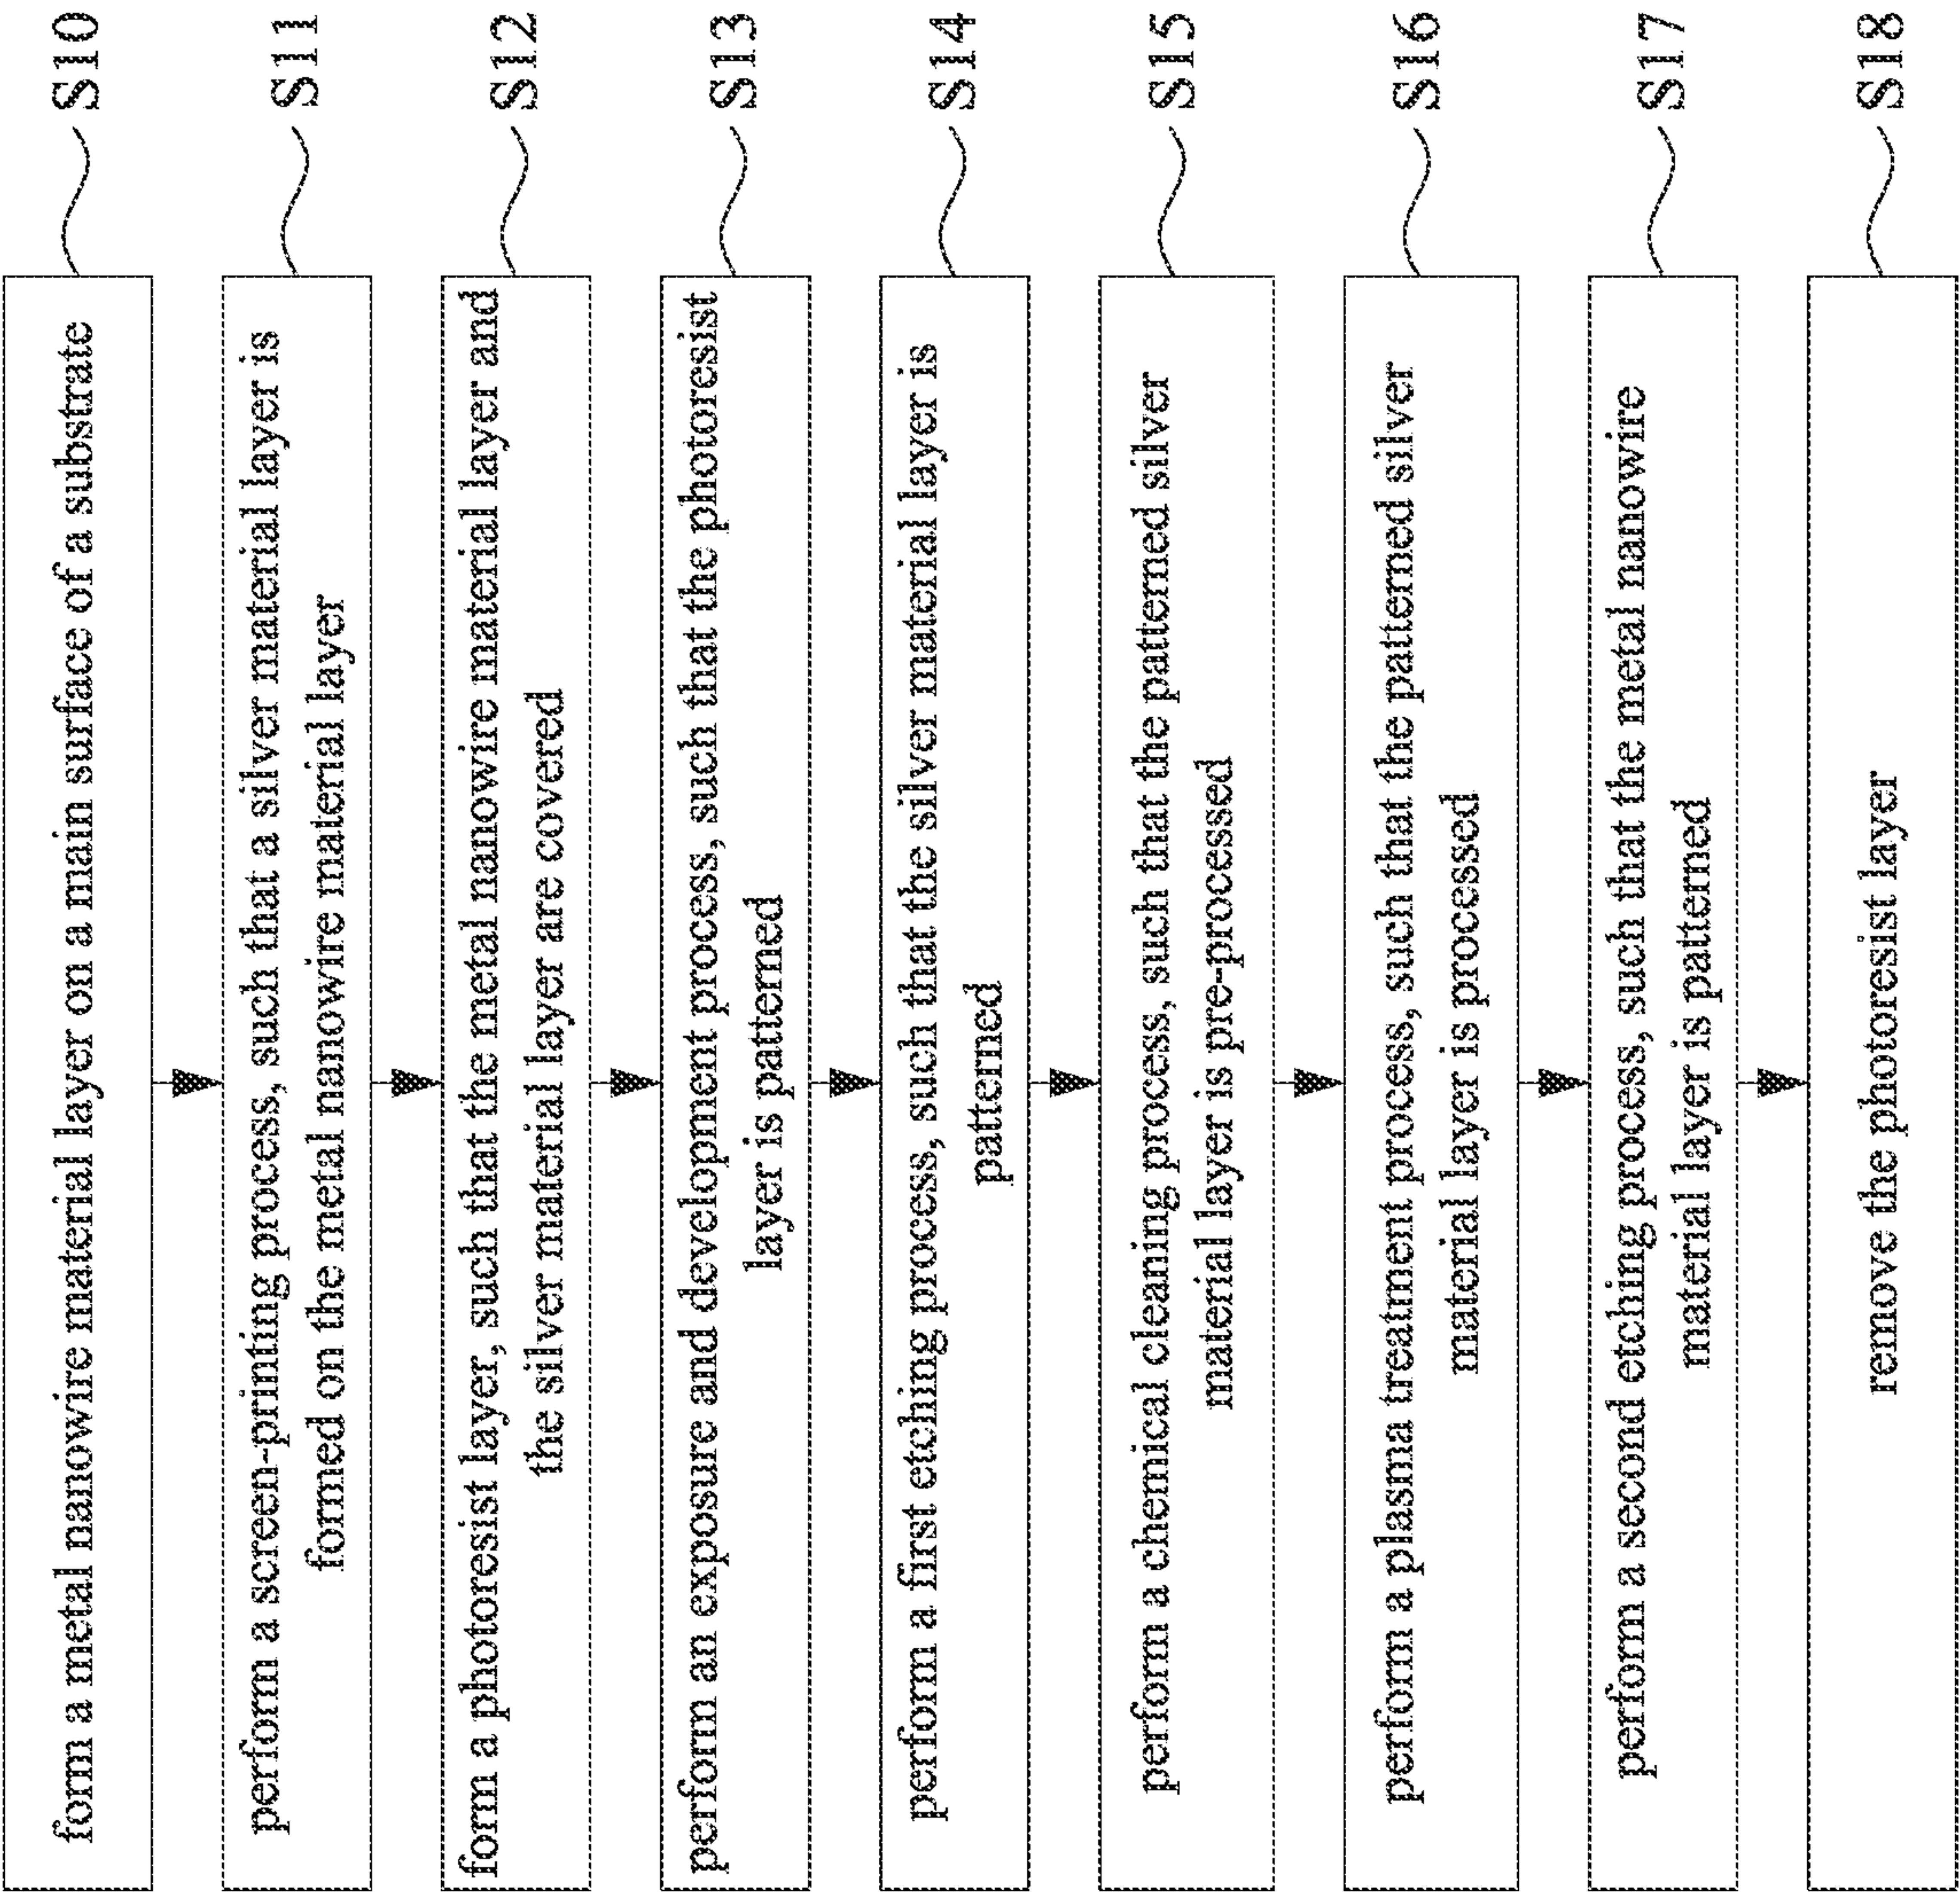 form a metal nanowire material layer on a main surface of a substrate
S10
perform a screen-printing process, such that a silver material layer is
formed on the metal nanowire material layer
S11
form a photoresist layer, such that the metal nanowire material layer and
the silver material layer are covered
S12
perform an exposure and development process, such that the photoresist
layer is patterned
S13
perform a first etching process, such that the silver material layer is
patterned
S14
perform a chemical cleaning process, such that the patterned silver
material layer is pre-processed
S15
perform a plasma treatment process, such that the patterned silver
material layer is processed
S16
perform a second etching process, such that the metal nanowire
material layer is patterned
S17
remove the photoresist layer
S18